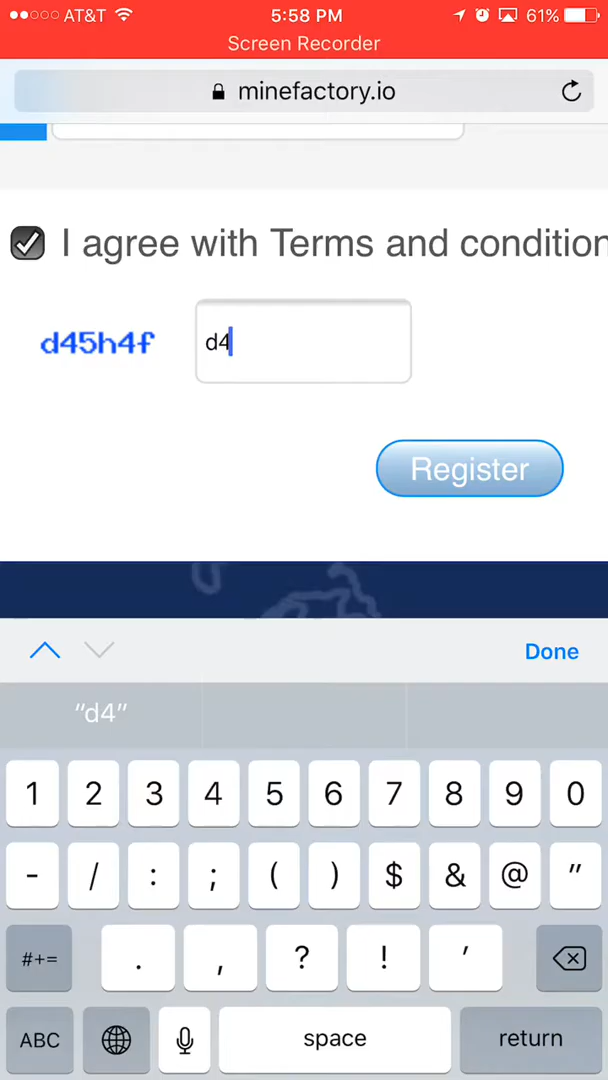 AT&T 5:58 PM 61%
Screen Recorder
minefactory.io
I agree with Terms and condition
d45h4f d4
Register
Done
“d4”
1 2 3 4 5 6 7 8 9 0
- / : ; ( ) $ & @ "
#+= . , ? ! '
ABC space return